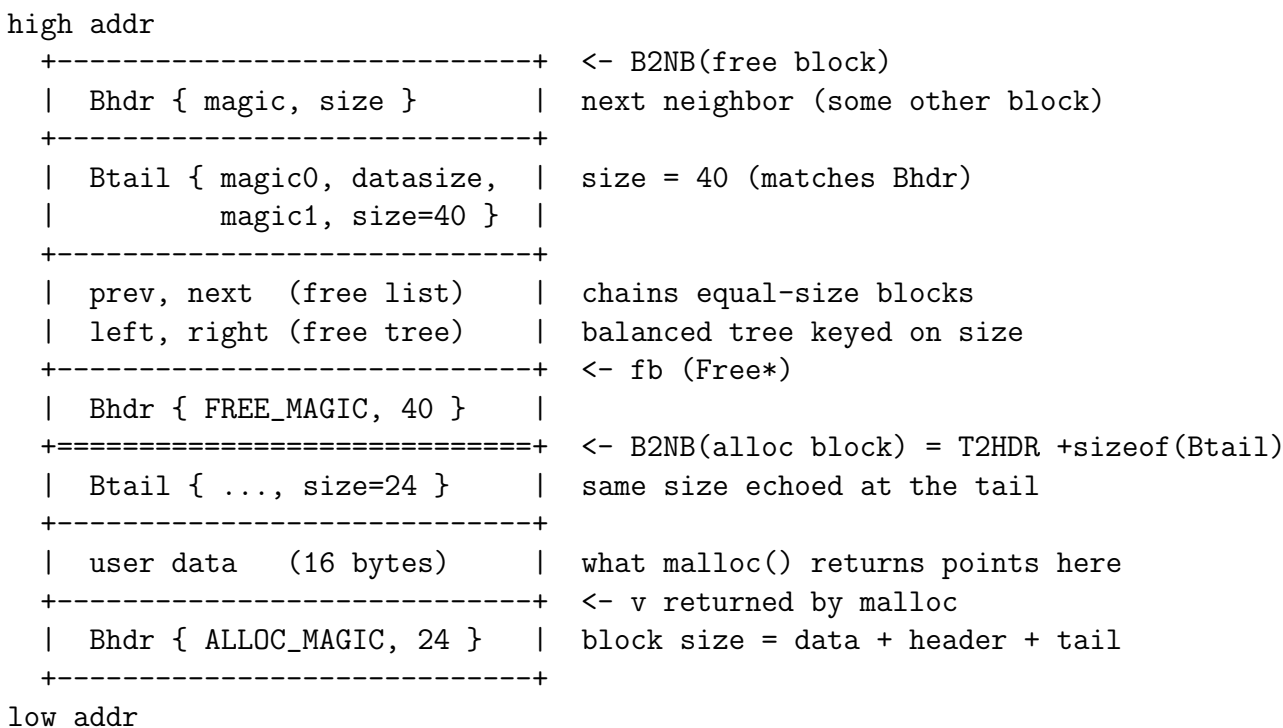 high addr
  +-----------------------------+  <- B2NB(free block)
  |  Bhdr { magic, size }       |  next neighbor (some other block)
  +-----------------------------+
  |  Btail { magic0, datasize,  |  size = 40 (matches Bhdr)
  |          magic1, size=40 }  |
  +-----------------------------+
  |  prev, next  (free list)    |  chains equal-size blocks
  |  left, right (free tree)    |  balanced tree keyed on size
  +-----------------------------+  <- fb (Free*)
  |  Bhdr { FREE_MAGIC, 40 }    |
  +=============================+  <- B2NB(alloc block) = T2HDR +sizeof(Btail)
  |  Btail { ..., size=24 }     |  same size echoed at the tail
  +-----------------------------+
  |  user data   (16 bytes)     |  what malloc() returns points here
  +-----------------------------+  <- v returned by malloc
  |  Bhdr { ALLOC_MAGIC, 24 }   |  block size = data + header + tail
  +-----------------------------+
low addr